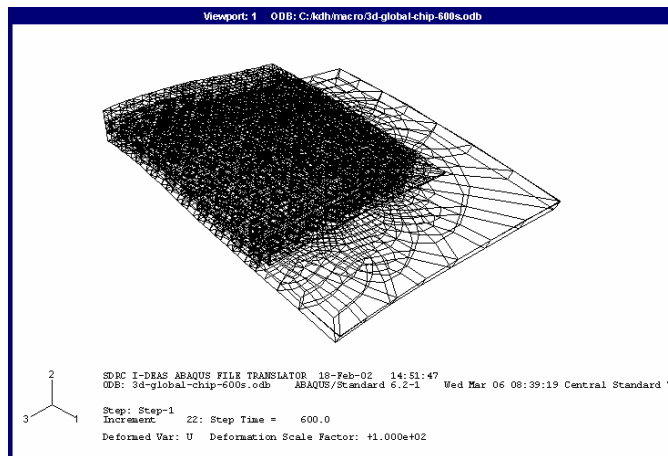 Viewport: 1 ODB: C:/kdh/macro/3d-global-chip-600s.odb
2
3
1
SDRC I-DEAS ABAQUS FILE TRANSLATOR 18-Feb-02 14:51:47
ODB: 3d-global-chip-600s.odb ABAQUS/Standard 6.2-1 Wed Mar 06 08:39:19 Central Standard
Step: Step-1
Increment 22: Step Time = 600.0
Deformed Var: U Deformation Scale Factor: +1.000e+02